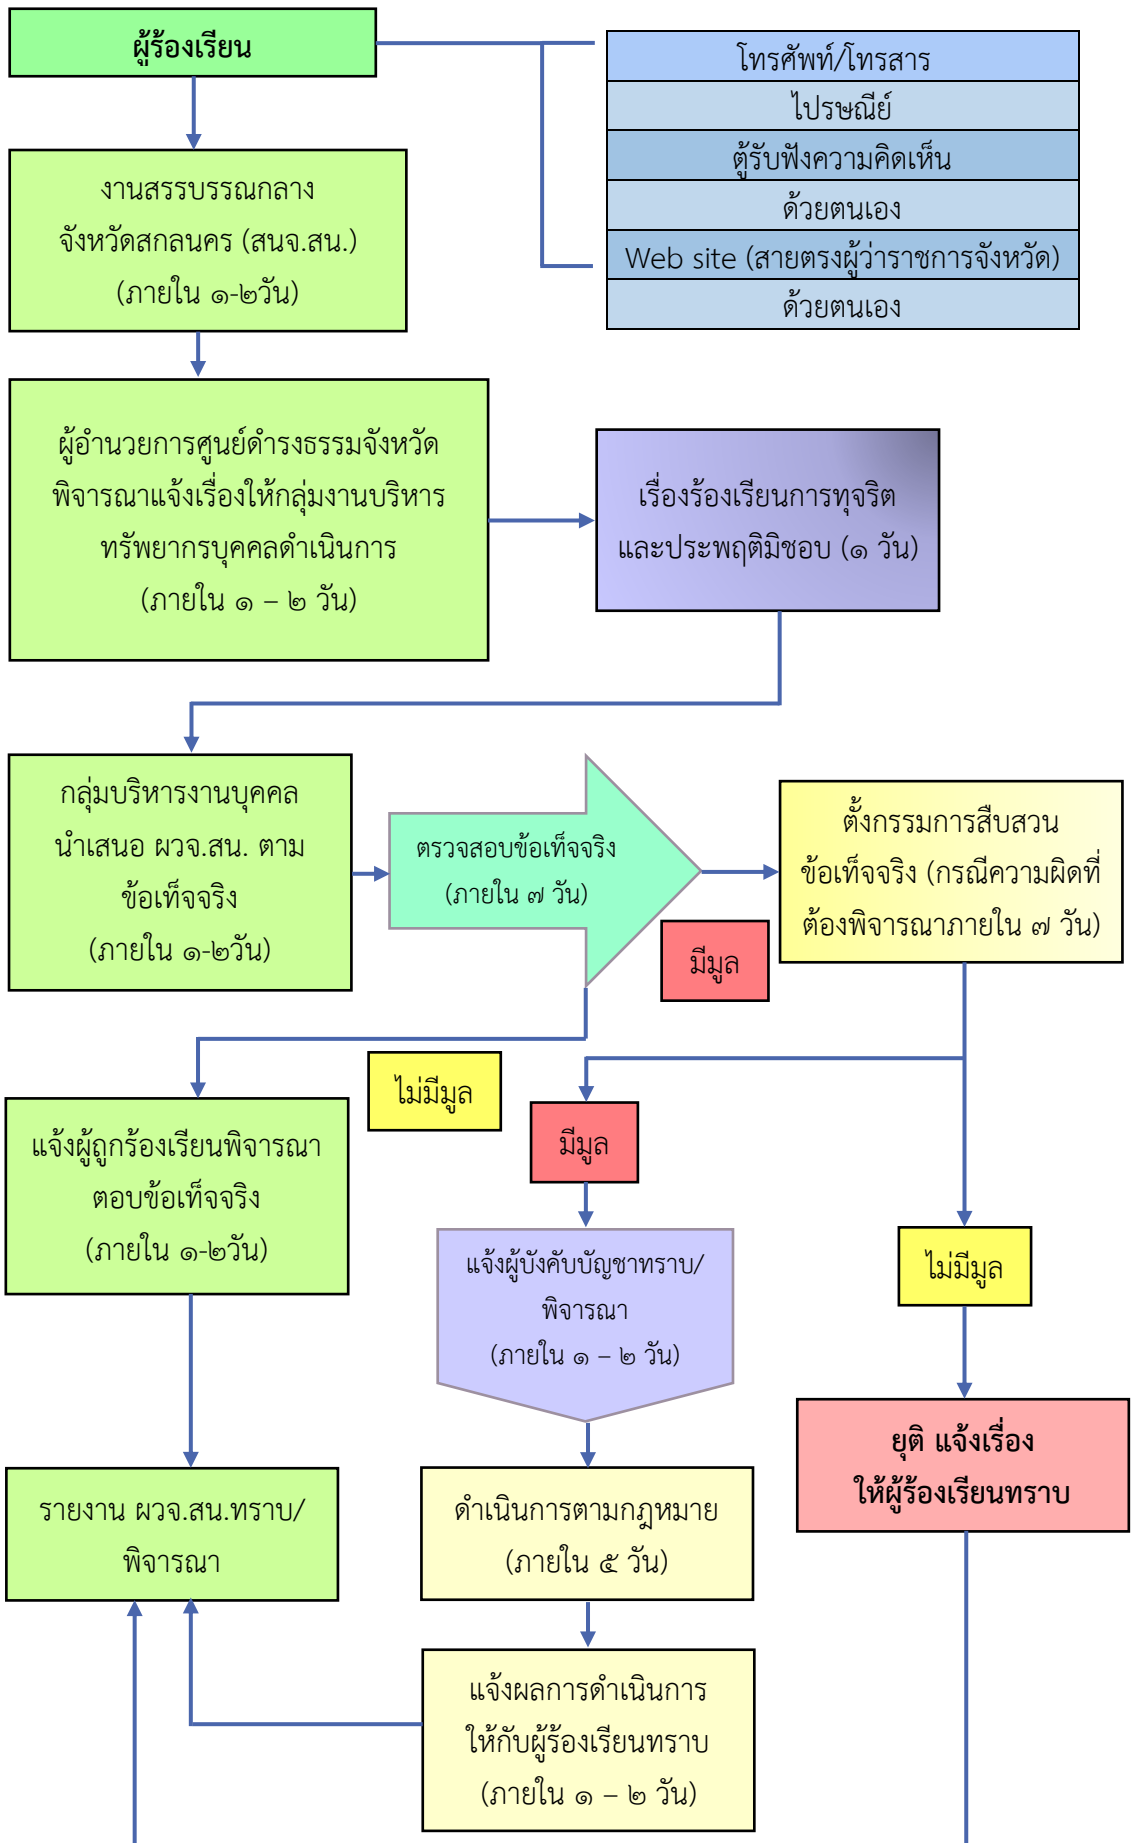 ผู้ร้องเรียน
โทรศัพท์/โทรสาร
ไปรษณีย์
ตู้รับฟังความคิดเห็น
ด้วยตนเอง
Web site (สายตรงผู้ว่าราชการจังหวัด)
ด้วยตนเอง
งานสรรบรรณกลาง
จังหวัดสกลนคร (สนจ.สน.)
(ภายใน ๑-๒วัน)
ผู้อำนวยการศูนย์ดำรงธรรมจังหวัด
พิจารณาแจ้งเรื่องให้กลุ่มงานบริหาร
ทรัพยากรบุคคลดำเนินการ
(ภายใน ๑ – ๒ วัน)
เรื่องร้องเรียนการทุจริต
และประพฤติมิชอบ (๑ วัน)
กลุ่มบริหารงานบุคคล
นำเสนอ ผวจ.สน. ตาม
ข้อเท็จจริง
(ภายใน ๑-๒วัน)
ตรวจสอบข้อเท็จจริง
(ภายใน ๗ วัน)
ตั้งกรรมการสืบสวน
ข้อเท็จจริง (กรณีความผิดที่
ต้องพิจารณาภายใน ๗ วัน)
มีมูล
ไม่มีมูล
มีมูล
แจ้งผู้ถูกร้องเรียนพิจารณา
ตอบข้อเท็จจริง
(ภายใน ๑-๒วัน)
แจ้งผู้บังคับบัญชาทราบ/
พิจารณา
(ภายใน ๑ – ๒ วัน)
ไม่มีมูล
ยุติ แจ้งเรื่อง
ให้ผู้ร้องเรียนทราบ
รายงาน ผวจ.สน.ทราบ/
พิจารณา
ดำเนินการตามกฎหมาย
(ภายใน ๕ วัน)
แจ้งผลการดำเนินการ
ให้กับผู้ร้องเรียนทราบ
(ภายใน ๑ – ๒ วัน)